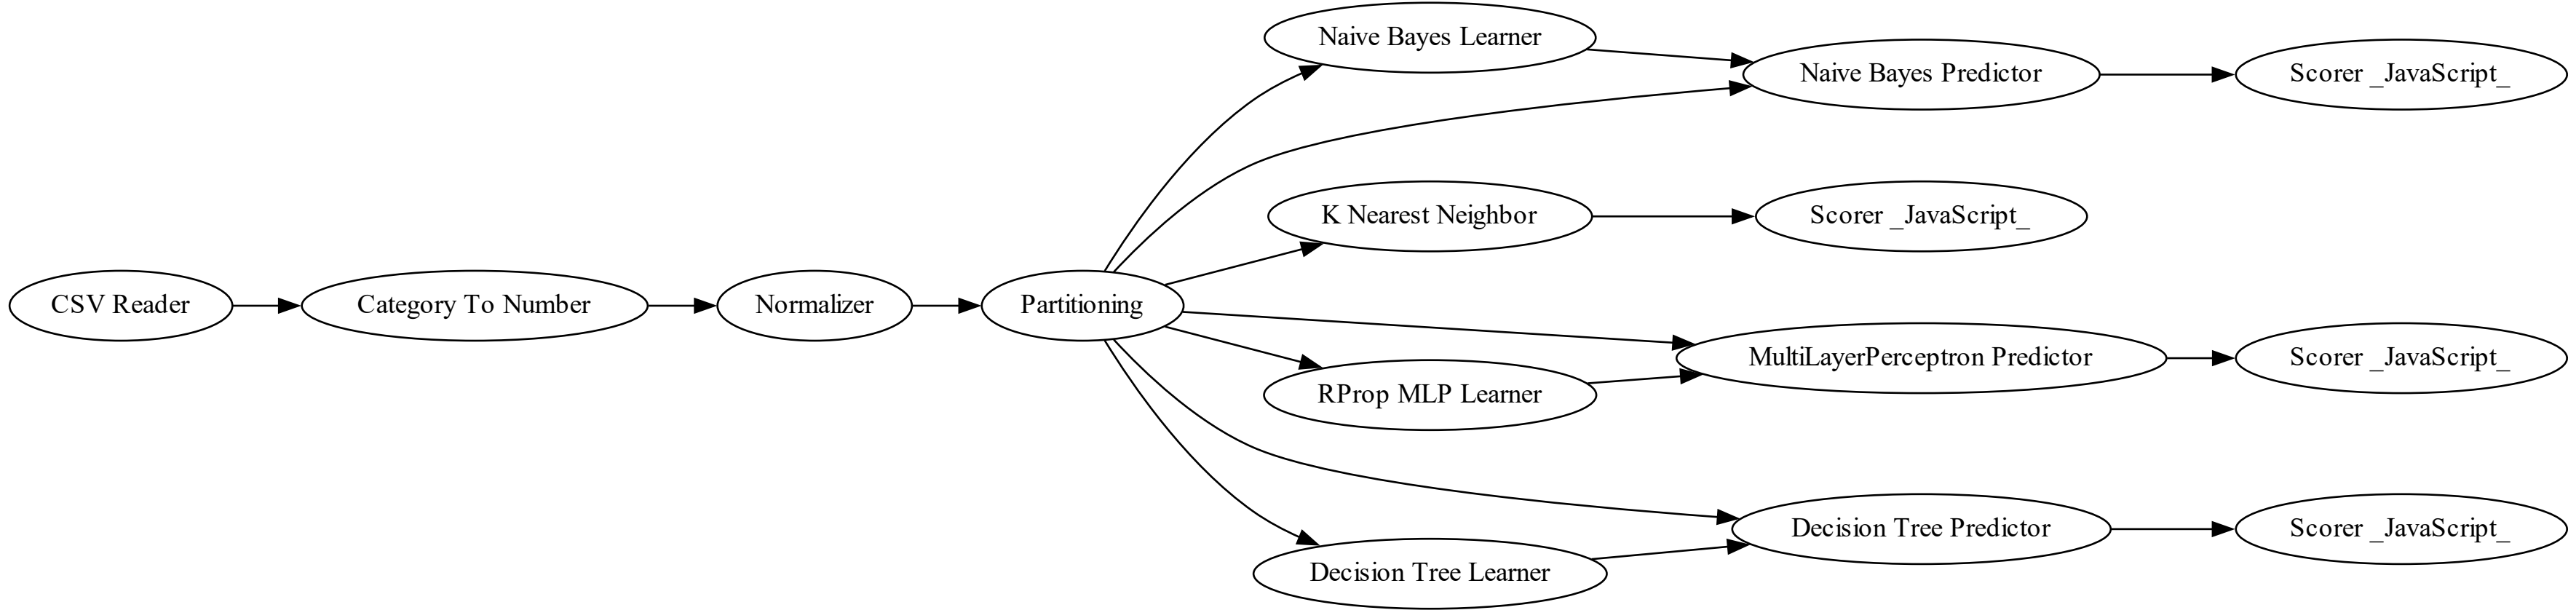 Naive Bayes Learner
Naive Bayes Predictor
Scorer _JavaScript_
K Nearest Neighbor
Scorer _JavaScript_
CSV Reader
Category To Number
Normalizer
Partitioning
MultiLayerPerceptron Predictor
Scorer _JavaScript_
RProp MLP Learner
Decision Tree Predictor
Scorer _JavaScript_
Decision Tree Learner